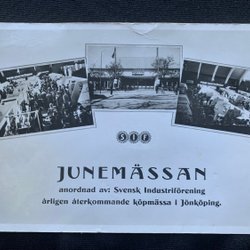 SIF
JUNEMÄSSAN
anordnad av: Svensk Industriförening
årligen återkommande köpmässa i Jönköping.